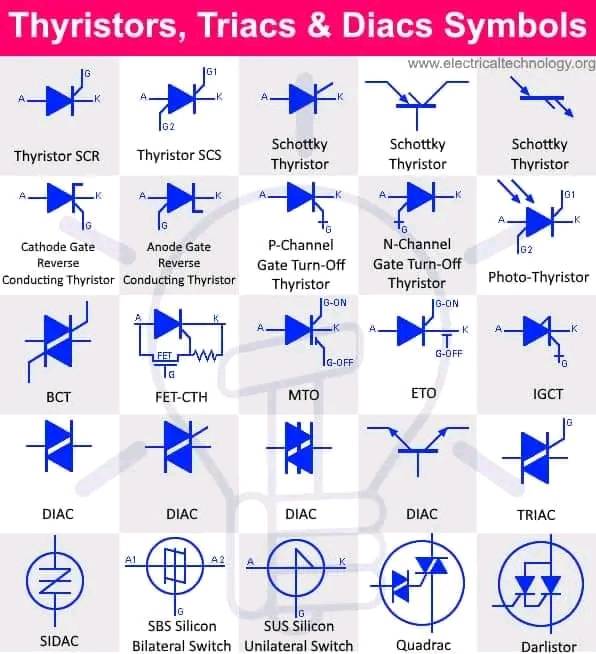 Thyristors, Triacs & Diacs Symbols
www.electricaltechnology.org
G
A
K
Thyristor SCR
G1
A
K
G2
Thyristor SCS
A
K
Schottky
Thyristor
Schottky
Thyristor
Schottky
Thyristor
A
K
G
Cathode Gate
Reverse
Conducting Thyristor
A
K
G
Anode Gate
Reverse
Conducting Thyristor
A
K
G
P-Channel
Gate Turn-Off
Thyristor
A
K
G
N-Channel
Gate Turn-Off
Thyristor
G1
A
K
G2
Photo-Thyristor
BCT
A
K
FET
G
FET-CTH
G-ON
A
K
G-OFF
MTO
G-ON
A
K
G-OFF
ETO
A
K
G
IGCT
DIAC
DIAC
DIAC
DIAC
G
TRIAC
SIDAC
A1
A2
G
SBS Silicon
Bilateral Switch
A
K
G
SUS Silicon
Unilateral Switch
Quadrac
Darlistor